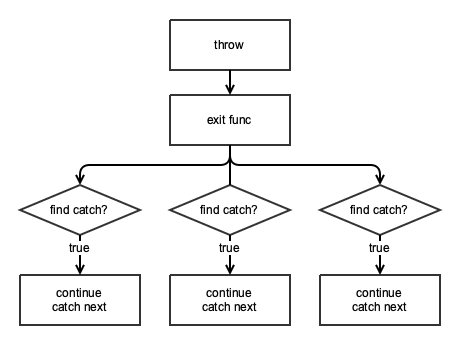 throw
exit func
find catch?
find catch?
find catch?
true
true
true
continue
catch next
continue
catch next
continue
catch next